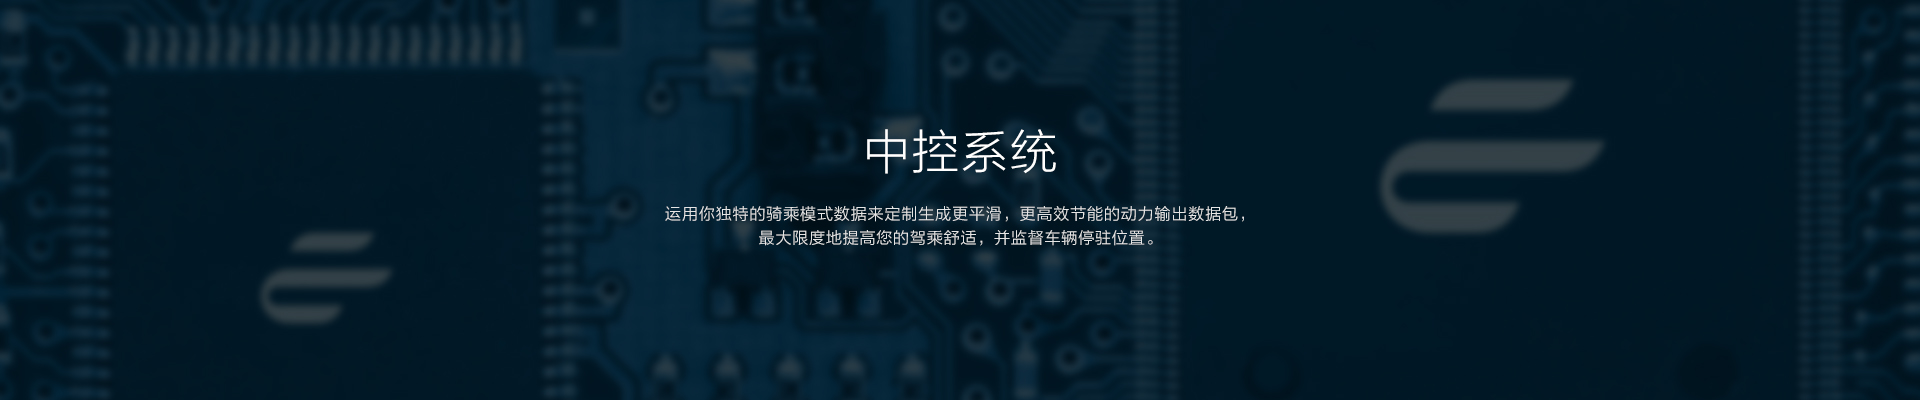 中控系统
运用你独特的骑乘模式数据来定制生成更平滑，更高效节能的动力输出数据包，
最大限度地提高您的驾乘舒适，并监督车辆停驻位置。